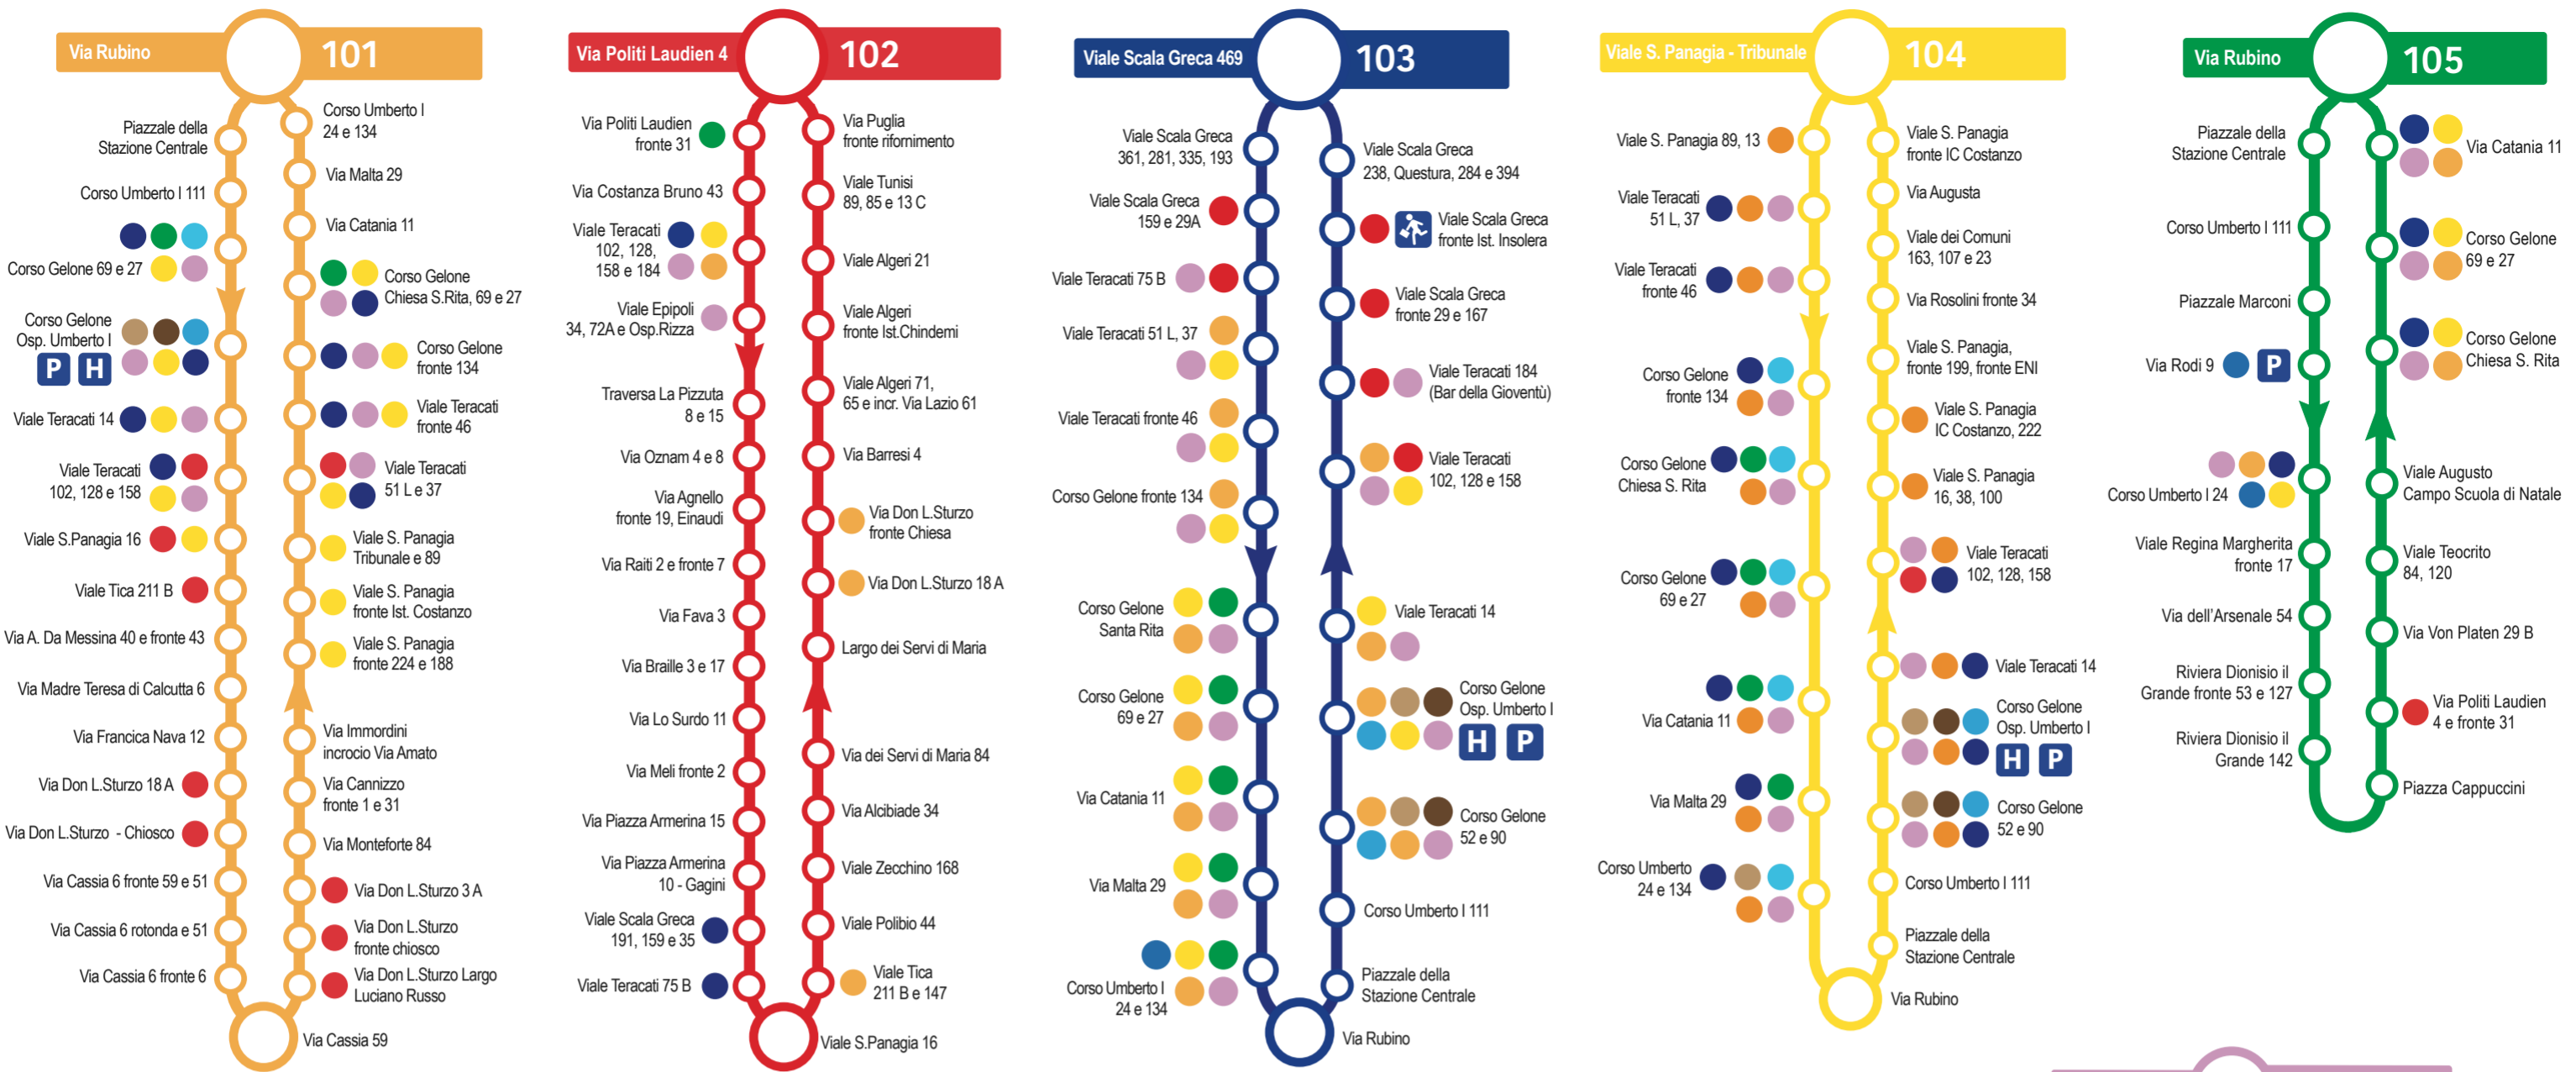 Via Rubino
101
Piazzale della
Stazione Centrale
Corso Umberto I 111
Corso Gelone 69 e 27
Corso Gelone
Osp. Umberto I
P H
Viale Teracati 14
Viale Teracati
102, 128 e 158
Viale S.Panagia 16
Viale Tica 211 B
Via A. Da Messina 40 e fronte 43
Via Madre Teresa di Calcutta 6
Via Francica Nava 12
Via Don L.Sturzo 18 A
Via Don L.Sturzo - Chiosco
Via Cassia 6 fronte 59 e 51
Via Cassia 6 rotonda e 51
Via Cassia 6 fronte 6
Corso Umberto I
24 e 134
Via Malta 29
Via Catania 11
Corso Gelone
Chiesa S.Rita, 69 e 27
Corso Gelone
fronte 134
Viale Teracati
fronte 46
Viale Teracati
51 L e 37
Viale S. Panagia
Tribunale e 89
Viale S. Panagia
fronte Ist. Costanzo
Viale S. Panagia
fronte 224 e 188
Via Immordini
incrocio Via Amato
Via Cannizzo
fronte 1 e 31
Via Monteforte 84
Via Don L.Sturzo 3 A
Via Don L.Sturzo
fronte chiosco
Via Don L.Sturzo Largo
Luciano Russo
Via Cassia 59
Via Politi Laudien 4
102
Via Politi Laudien
fronte 31
Via Costanza Bruno 43
Viale Teracati
102, 128,
158 e 184
Viale Epipoli
34, 72A e Osp.Rizza
Traversa La Pizzuta
8 e 15
Via Oznam 4 e 8
Via Agnello
fronte 19, Einaudi
Via Raiti 2 e fronte 7
Via Fava 3
Via Braille 3 e 17
Via Lo Surdo 11
Via Meli fronte 2
Via Piazza Armerina 15
Via Piazza Armerina
10 - Gagini
Viale Scala Greca
191, 159 e 35
Viale Teracati 75 B
Via Puglia
fronte rifornimento
Viale Tunisi
89, 85 e 13 C
Viale Algeri 21
Viale Algeri
fronte Ist.Chindemi
Viale Algeri 71,
65 e incr. Via Lazio 61
Via Barresi 4
Via Don L.Sturzo
fronte Chiesa
Via Don L.Sturzo 18 A
Largo dei Servi di Maria
Via dei Servi di Maria 84
Via Alcibiade 34
Viale Zecchino 168
Viale Polibio 44
Viale Tica
211 B e 147
Viale S.Panagia 16
Viale Scala Greca 469
103
Viale Scala Greca
361, 281, 335, 193
Viale Scala Greca
159 e 29A
Viale Teracati 75 B
Viale Teracati 51 L, 37
Viale Teracati fronte 46
Corso Gelone fronte 134
Corso Gelone
Santa Rita
Corso Gelone
69 e 27
Via Catania 11
Via Malta 29
Corso Umberto I
24 e 134
Viale Scala Greca
238, Questura, 284 e 394
Viale Scala Greca
fronte Ist. Insolera
Viale Scala Greca
fronte 29 e 167
Viale Teracati 184
(Bar della Gioventù)
Viale Teracati
102, 128 e 158
Viale Teracati 14
Corso Gelone
Osp. Umberto I
H P
Corso Gelone
52 e 90
Corso Umberto I 111
Piazzale della
Stazione Centrale
Via Rubino
Viale S. Panagia - Tribunale
104
Viale S. Panagia 89, 13
Viale Teracati
51 L, 37
Viale Teracati
fronte 46
Corso Gelone
fronte 134
Corso Gelone
Chiesa S. Rita
Corso Gelone
69 e 27
Via Catania 11
Via Malta 29
Corso Umberto
24 e 134
Viale S. Panagia
fronte IC Costanzo
Via Augusta
Viale dei Comuni
163, 107 e 23
Via Rosolini fronte 34
Viale S. Panagia,
fronte 199, fronte ENI
Viale S. Panagia
IC Costanzo, 222
Viale S. Panagia
16, 38, 100
Viale Teracati
102, 128, 158
Viale Teracati 14
Corso Gelone
Osp. Umberto I
H P
Corso Gelone
52 e 90
Corso Umberto I 111
Piazzale della
Stazione Centrale
Via Rubino
Via Rubino
105
Piazzale della
Stazione Centrale
Corso Umberto I 111
Piazzale Marconi
Via Rodi 9
P
Corso Umberto I 24
Viale Regina Margherita
fronte 17
Via dell'Arsenale 54
Riviera Dionisio il
Grande fronte 53 e 127
Riviera Dionisio il
Grande 142
Via Catania 11
Corso Gelone
69 e 27
Corso Gelone
Chiesa S. Rita
Viale Augusto
Campo Scuola di Natale
Viale Teocrito
84, 120
Via Von Platen 29 B
Via Politi Laudien
4 e fronte 31
Piazza Cappuccini